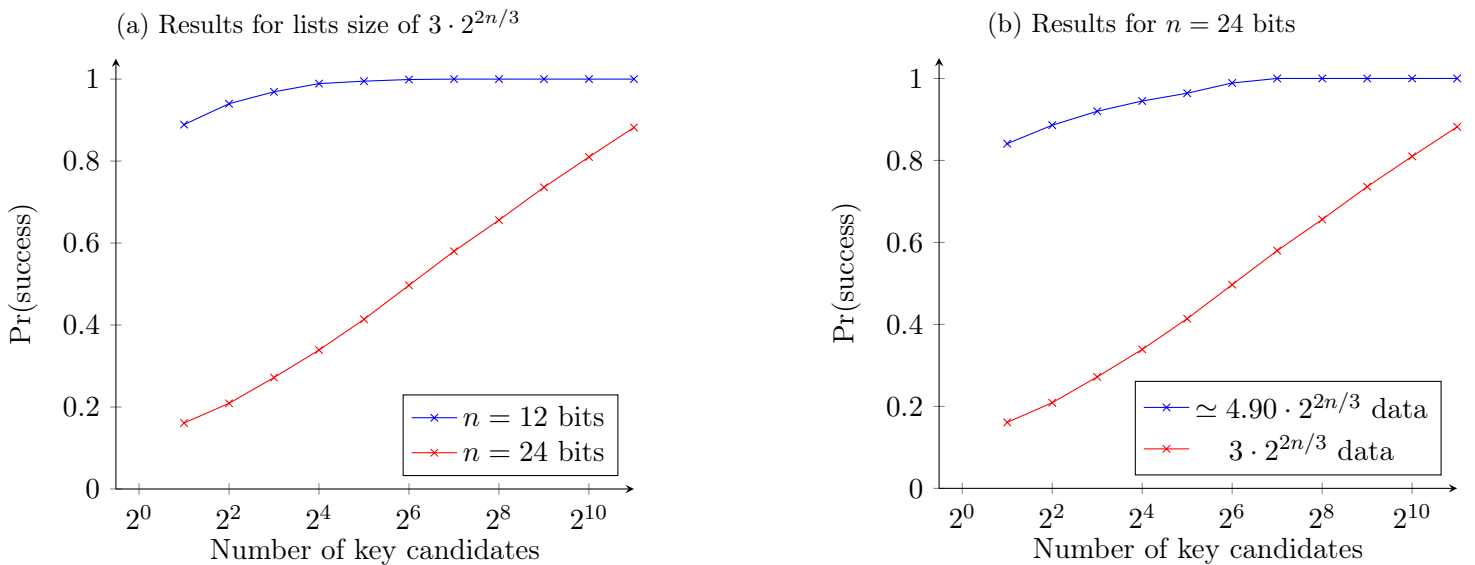 (a) Results for lists size of 3 · 2^{2n/3}
Pr(success)
1
0.8
0.6
0.4
0.2
0
2^0 2^2 2^4 2^6 2^8 2^{10}
Number of key candidates
n = 12 bits
n = 24 bits
(b) Results for n = 24 bits
Pr(success)
1
0.8
0.6
0.4
0.2
0
2^0 2^2 2^4 2^6 2^8 2^{10}
Number of key candidates
≃ 4.90 · 2^{2n/3} data
3 · 2^{2n/3} data